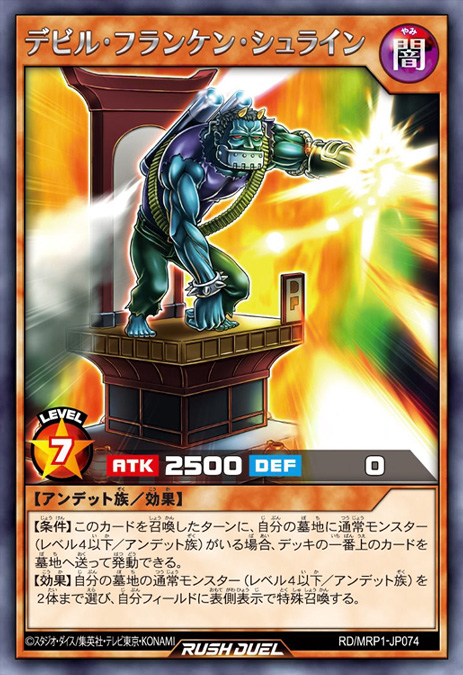 デビル・フランケン・シュライン
やみ
闇
DF
LEVEL
7
ATK 2500 DEF 0
【アンデット族／効果】
【条件】このカードを召喚したターンに、自分の墓地に通常モンスター
（レベル４以下／アンデット族）がいる場合、デッキの一番上のカードを
墓地へ送って発動できる。
【効果】自分の墓地の通常モンスター（レベル４以下／アンデット族）を
２体まで選び、自分フィールドに表側表示で特殊召喚する。
©スタジオ・ダイス/集英社・テレビ東京・KONAMI
RUSH DUEL
RD/MRP1-JP074